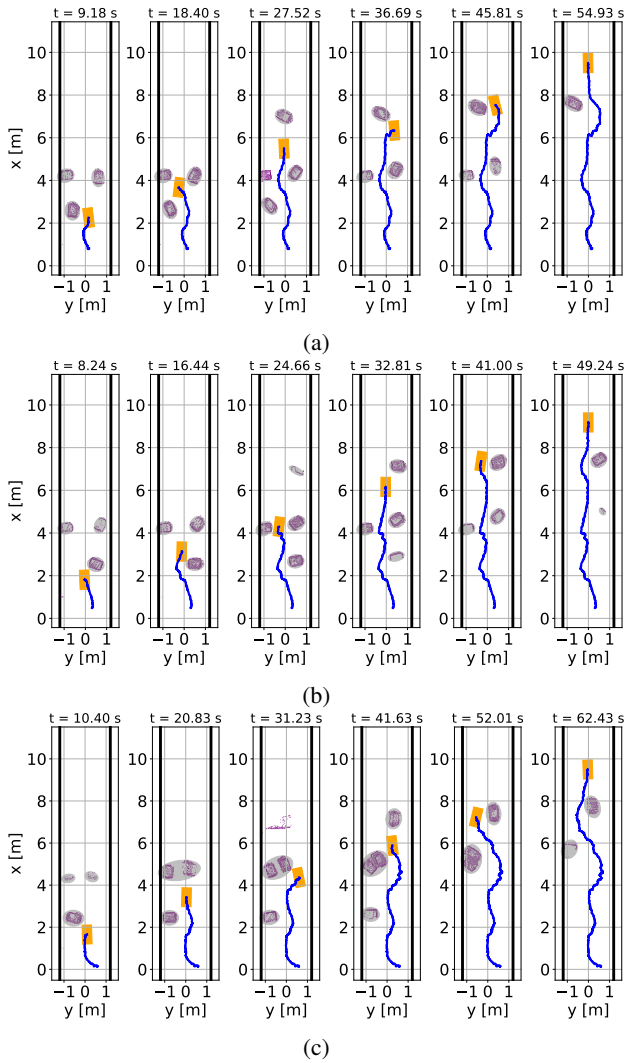 t = 9.18 s t = 18.40 s t = 27.52 s t = 36.69 s t = 45.81 s t = 54.93 s
10
8
6
4
2
0
x [m]
−1 0 1 −1 0 1 −1 0 1 −1 0 1 −1 0 1 −1 0 1
y [m] y [m] y [m] y [m] y [m] y [m]
(a)
t = 8.24 s t = 16.44 s t = 24.66 s t = 32.81 s t = 41.00 s t = 49.24 s
10
8
6
4
2
0
x [m]
−1 0 1 −1 0 1 −1 0 1 −1 0 1 −1 0 1 −1 0 1
y [m] y [m] y [m] y [m] y [m] y [m]
(b)
t = 10.40 s t = 20.83 s t = 31.23 s t = 41.63 s t = 52.01 s t = 62.43 s
10
8
6
4
2
0
x [m]
−1 0 1 −1 0 1 −1 0 1 −1 0 1 −1 0 1 −1 0 1
y [m] y [m] y [m] y [m] y [m] y [m]
(c)